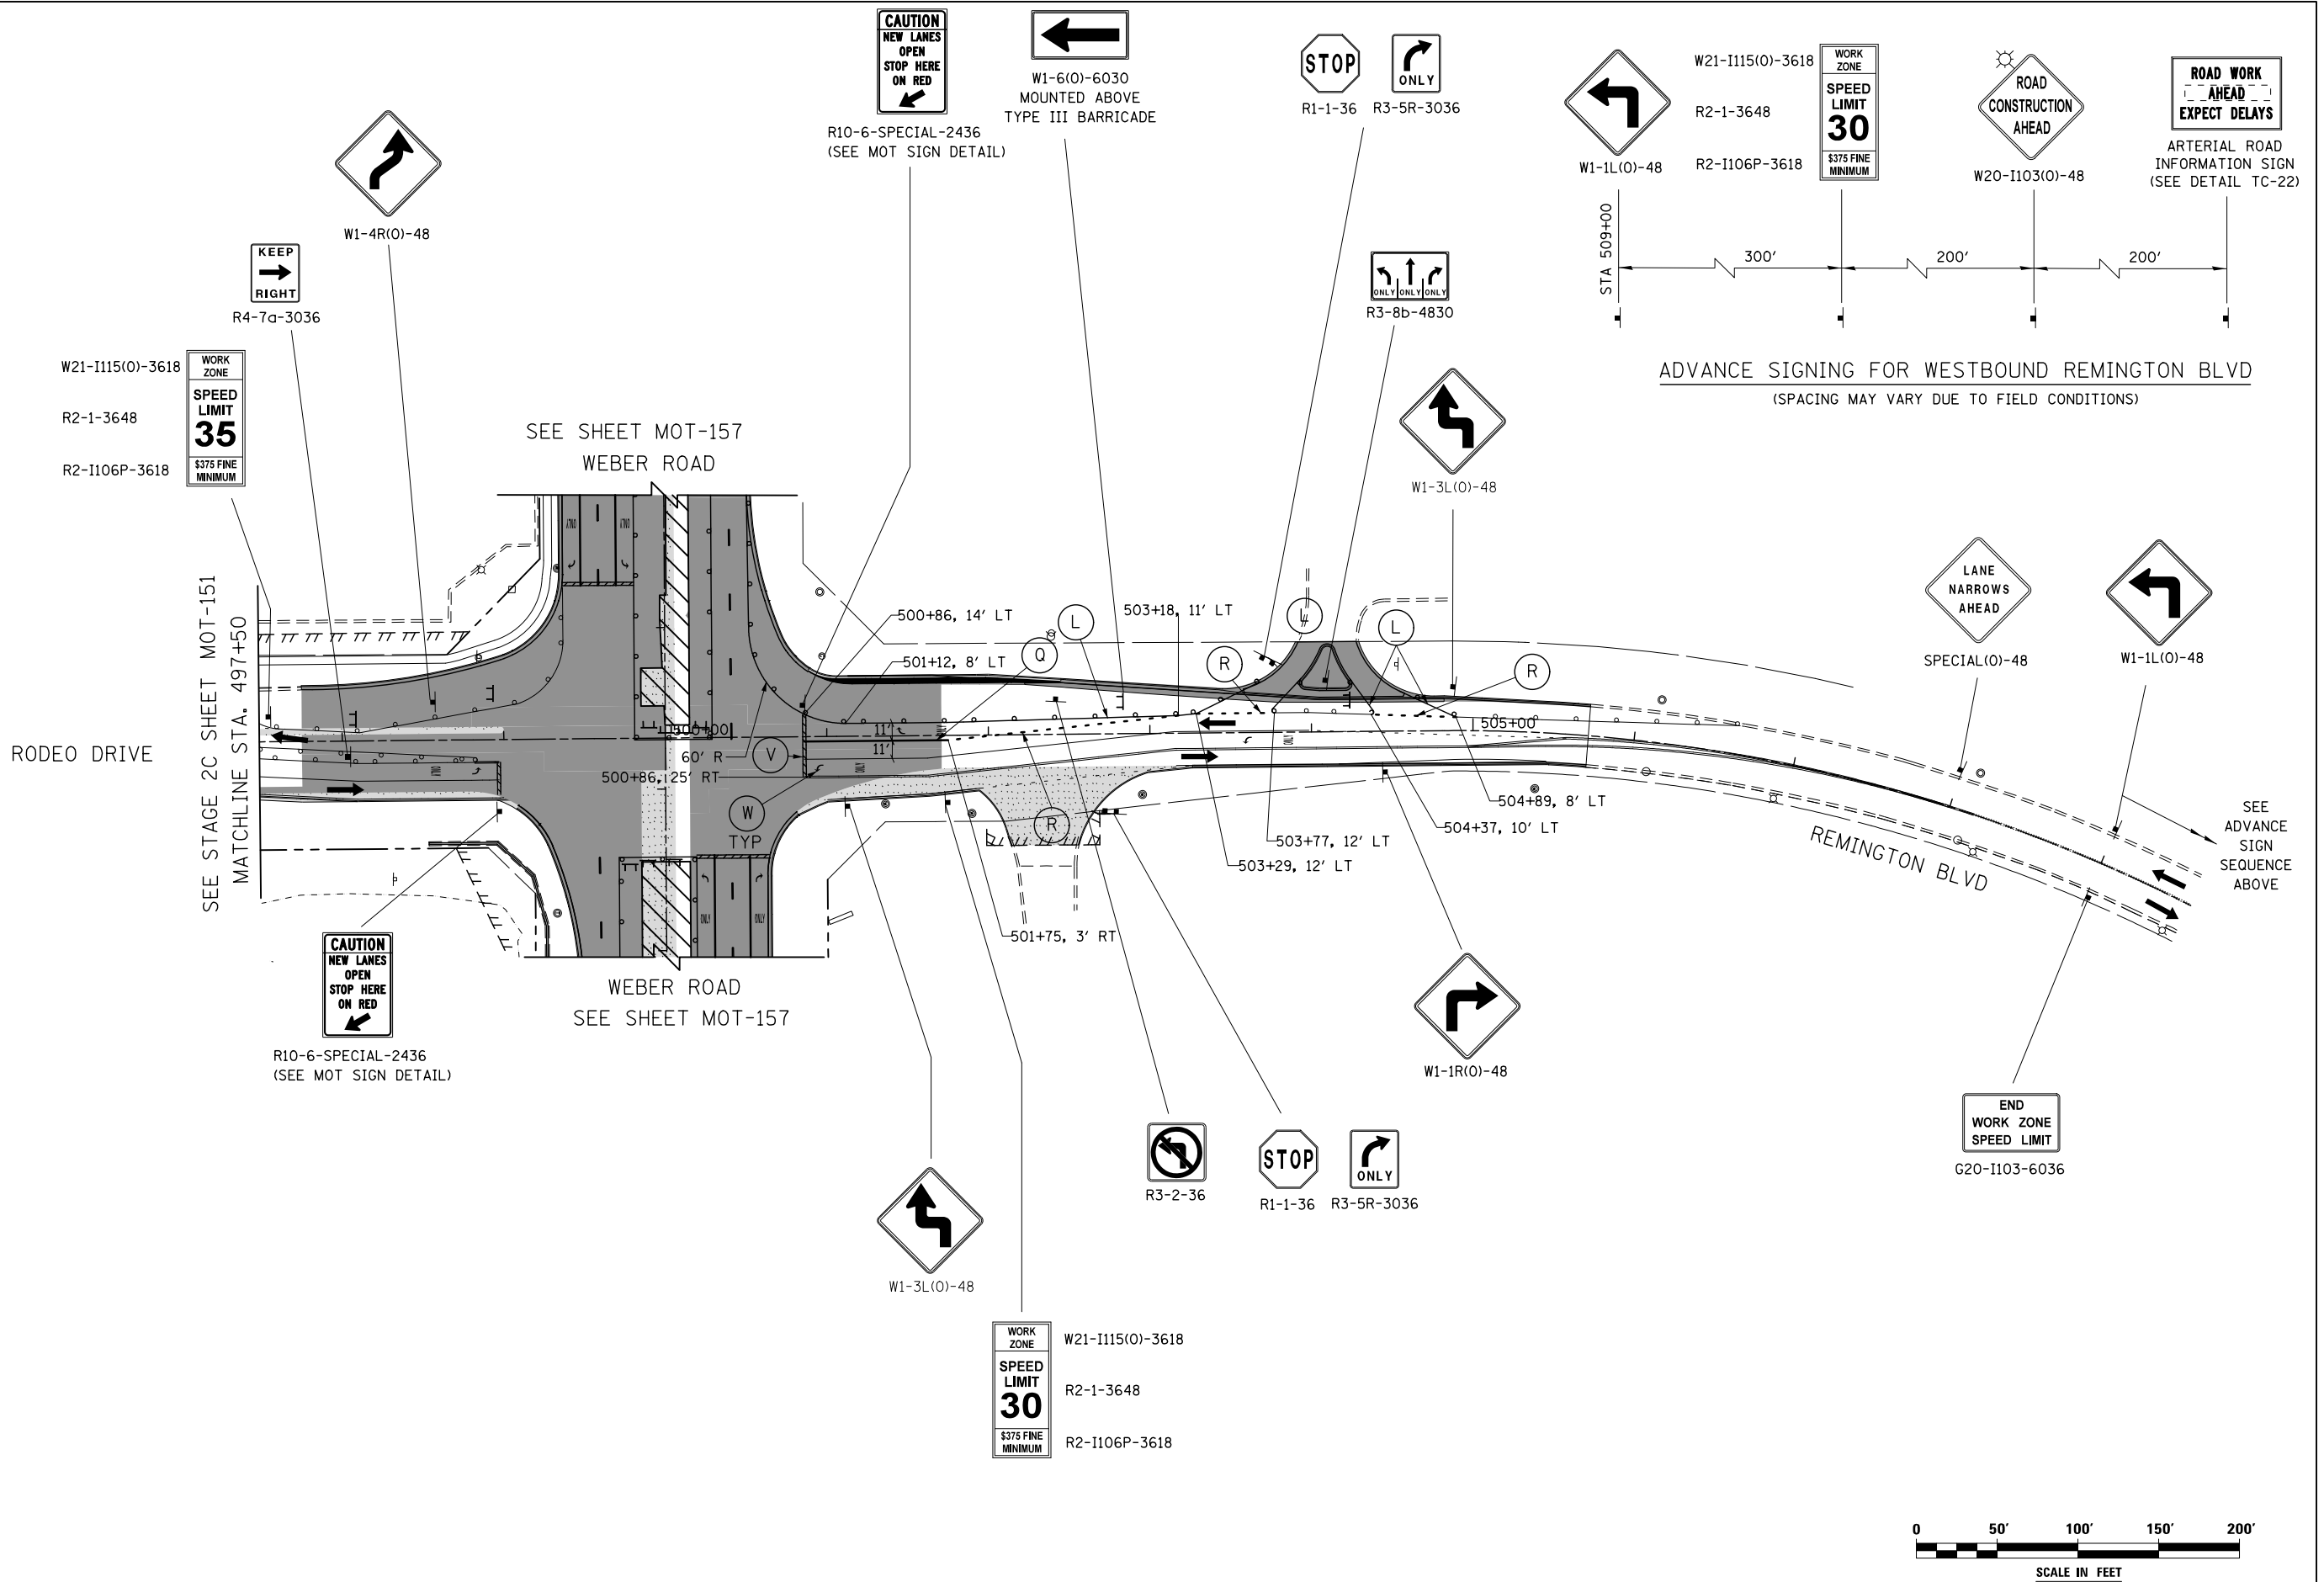 CAUTION
NEW LANES
OPEN
STOP HERE
ON RED
R10-6-SPECIAL-2436
(SEE MOT SIGN DETAIL)
W1-6(O)-6030
MOUNTED ABOVE
TYPE III BARRICADE
STOP
R1-1-36
ONLY
R3-5R-3036
W1-1L(O)-48
STA 509+00
W21-I115(O)-3618
R2-1-3648
R2-I106P-3618
WORK
ZONE
SPEED
LIMIT
30
$375 FINE
MINIMUM
ROAD
CONSTRUCTION
AHEAD
W20-I103(O)-48
ROAD WORK
AHEAD
EXPECT DELAYS
ARTERIAL ROAD
INFORMATION SIGN
(SEE DETAIL TC-22)
300'
200'
200'
ADVANCE SIGNING FOR WESTBOUND REMINGTON BLVD
(SPACING MAY VARY DUE TO FIELD CONDITIONS)
W1-4R(O)-48
KEEP
RIGHT
R4-7a-3036
W21-I115(O)-3618
R2-1-3648
R2-I106P-3618
WORK
ZONE
SPEED
LIMIT
35
$375 FINE
MINIMUM
ONLY ONLY ONLY
R3-8b-4830
W1-3L(O)-48
SEE SHEET MOT-157
WEBER ROAD
SEE STAGE 2C SHEET MOT-151
MATCHLINE STA. 497+50
RODEO DRIVE
ONLY
ONLY
500+86, 14' LT
501+12, 8' LT
L
Q
503+18, 11' LT
R
L
L
R
500+00
60' R
V
11'
11'
500+86, 25' RT
W
TYP
ONLY
ONLY
ONLY
505+00
504+89, 8' LT
504+37, 10' LT
503+77, 12' LT
503+29, 12' LT
R
501+75, 3' RT
ONLY
ONLY
LANE
NARROWS
AHEAD
SPECIAL(O)-48
W1-1L(O)-48
SEE
ADVANCE
SIGN
SEQUENCE
ABOVE
REMINGTON BLVD
WEBER ROAD
SEE SHEET MOT-157
CAUTION
NEW LANES
OPEN
STOP HERE
ON RED
R10-6-SPECIAL-2436
(SEE MOT SIGN DETAIL)
W1-1R(O)-48
END
WORK ZONE
SPEED LIMIT
G20-I103-6036
R3-2-36
STOP
R1-1-36
ONLY
R3-5R-3036
W1-3L(O)-48
WORK
ZONE
SPEED
LIMIT
30
$375 FINE
MINIMUM
W21-I115(O)-3618
R2-1-3648
R2-I106P-3618
0 50' 100' 150' 200'
SCALE IN FEET